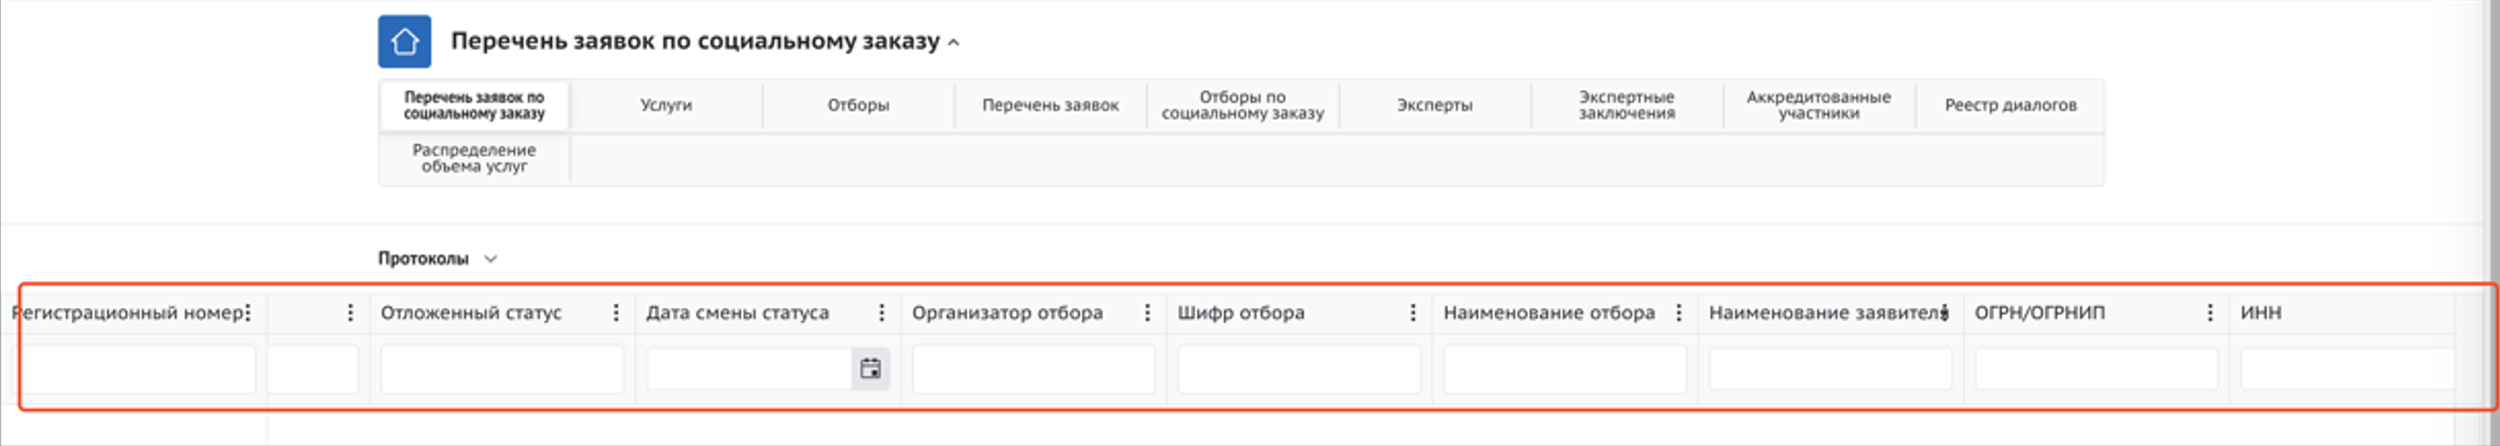 Перечень заявок по социальному заказу
Перечень заявок по
социальному заказу
Услуги
Отборы
Перечень заявок
Отборы по
социальному заказу
Эксперты
Экспертные
заключения
Аккредитованные
участники
Реестр диалогов
Распределение
объема услуг
Протоколы
Регистрационный номер
Отложенный статус
Дата смены статуса
Организатор отбора
Шифр отбора
Наименование отбора
Наименование заявителя
ОГРН/ОГРНИП
ИНН